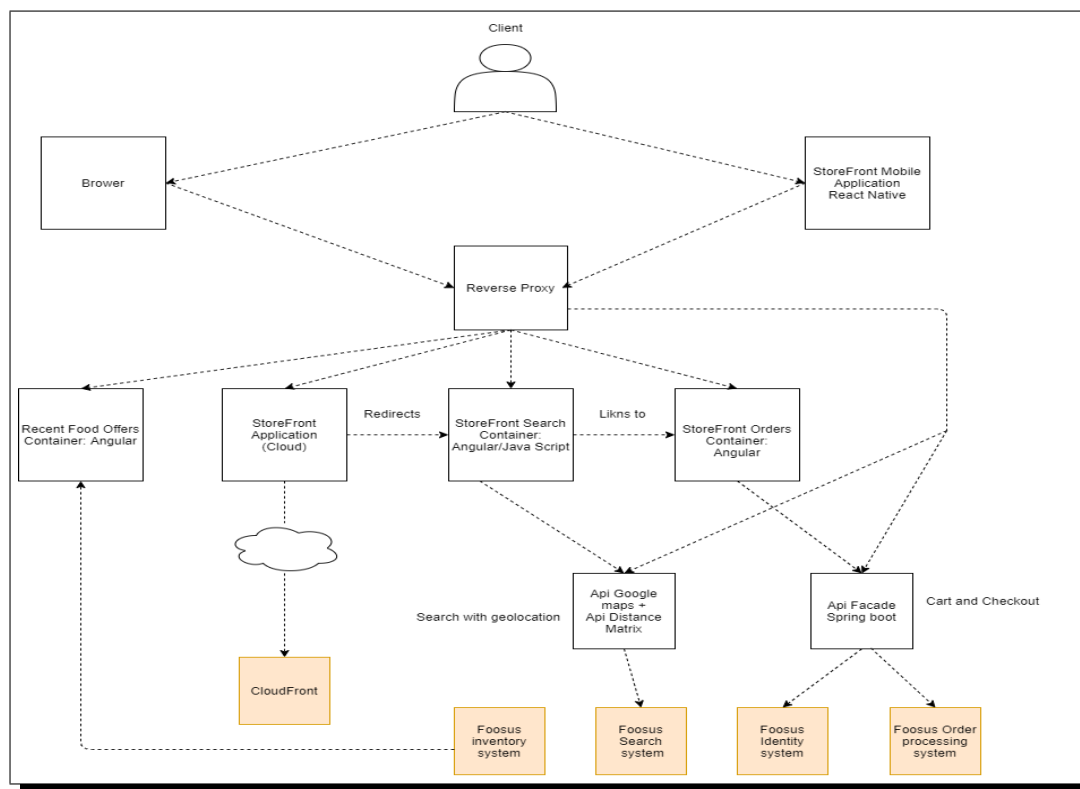 Client
Brower
StoreFront Mobile
Application
React Native
Reverse Proxy
Recent Food Offers
Container: Angular
StoreFront
Application
(Cloud)
Redirects
StoreFront Search
Container:
Angular/Java Script
Likns to
StoreFront Orders
Container:
Angular
Search with geolocation
Api Google
maps +
Api Distance
Matrix
Api Facade
Spring boot
Cart and Checkout
CloudFront
Foosus
inventory
system
Foosus
Search
system
Foosus
Identity
system
Foosus Order
processing
system